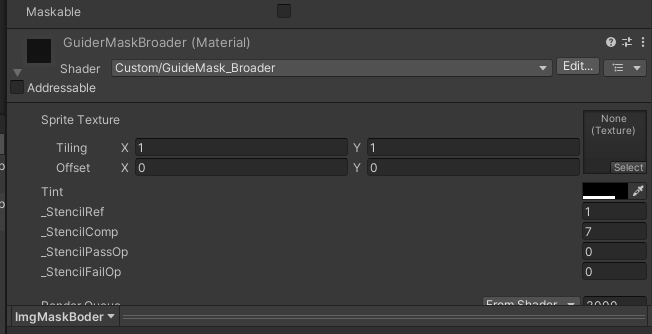 Maskable
GuiderMaskBroader (Material)
Shader Custom/GuideMask_Broader Edit...
Addressable
Sprite Texture None
(Texture)
Tiling X 1 Y 1
Offset X 0 Y 0 Select
Tint
_StencilRef 1
_StencilComp 7
_StencilPassOp 0
_StencilFailOp 0
Render Queue From Shader 3000
ImgMaskBoder